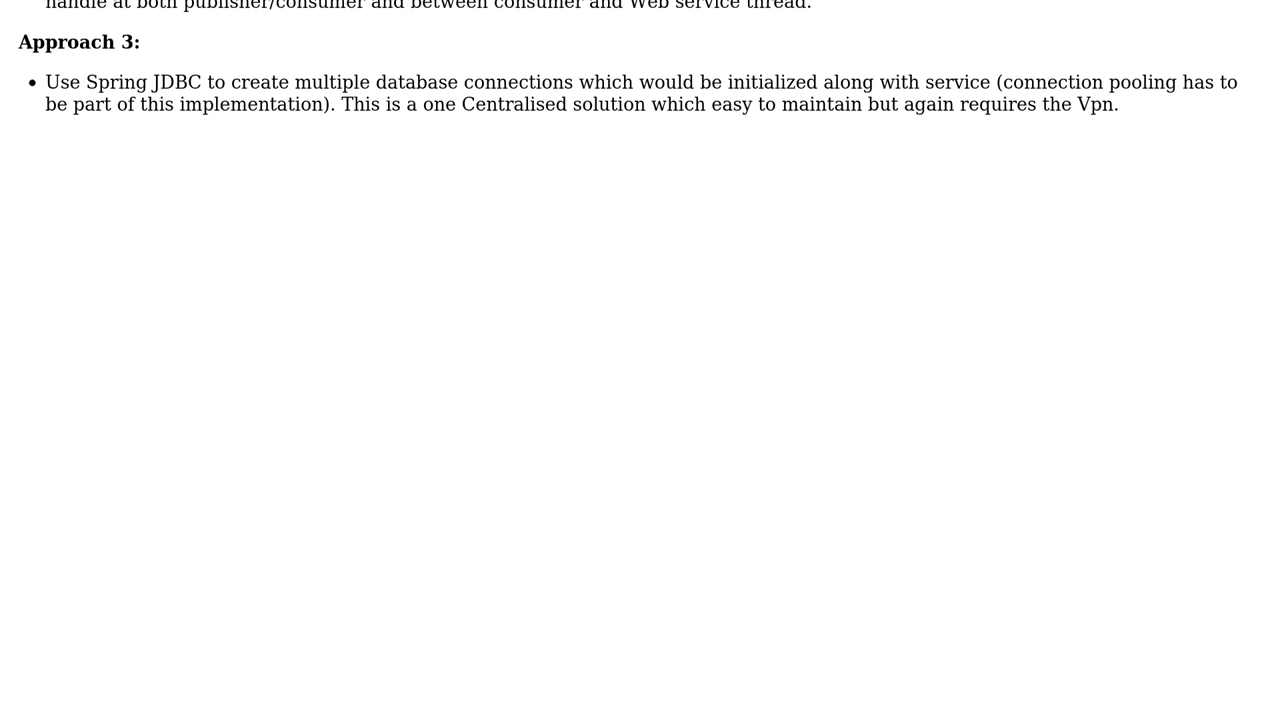 handle at both publisher/consumer and between consumer and Web service thread.
Approach 3:
• Use Spring JDBC to create multiple database connections which would be initialized along with service (connection pooling has to
be part of this implementation). This is a one Centralised solution which easy to maintain but again requires the Vpn.